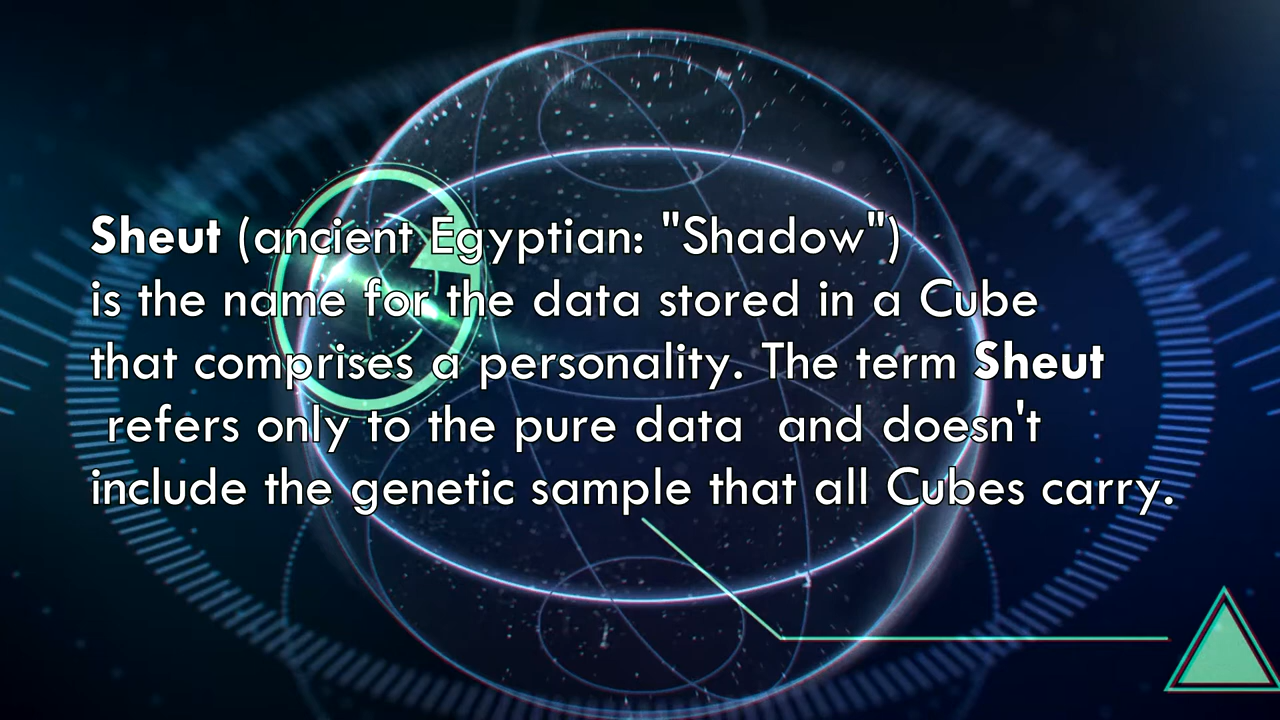 Sheut (ancient Egyptian: "Shadow")
is the name for the data stored in a Cube
that comprises a personality. The term Sheut
refers only to the pure data  and doesn't
include the genetic sample that all Cubes carry.